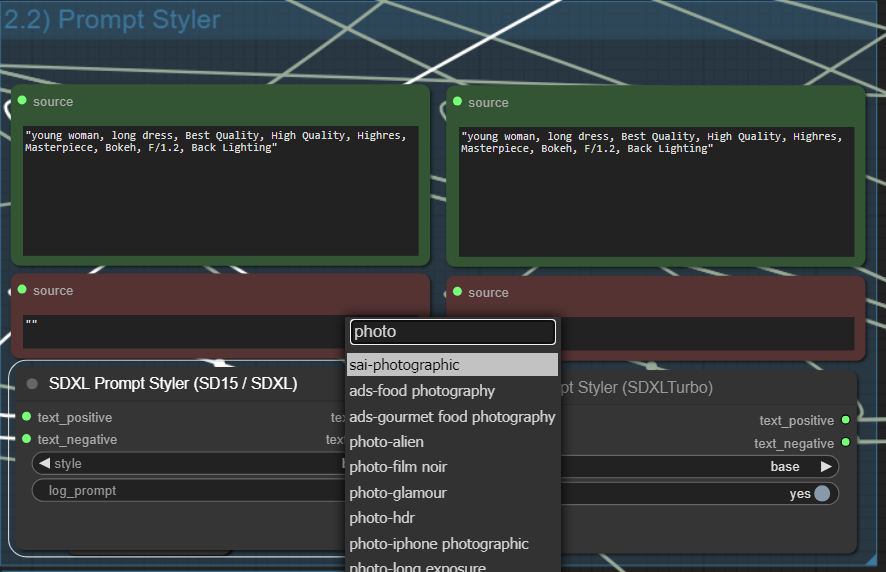 2.2) Prompt Styler
source
"young woman, long dress, Best Quality, High Quality, Highres,
Masterpiece, Bokeh, F/1.2, Back Lighting"
source
"young woman, long dress, Best Quality, High Quality, Highres,
Masterpiece, Bokeh, F/1.2, Back Lighting"
source
""
source
photo
sai-photographic
ads-food photography
ads-gourmet food photography
photo-alien
photo-film noir
photo-glamour
photo-hdr
photo-iphone photographic
photo-long exposure
SDXL Prompt Styler (SD15 / SDXL)
text_positive
text_negative
style
log_prompt
Styler (SDXLTurbo)
text_positive
text_negative
base
yes